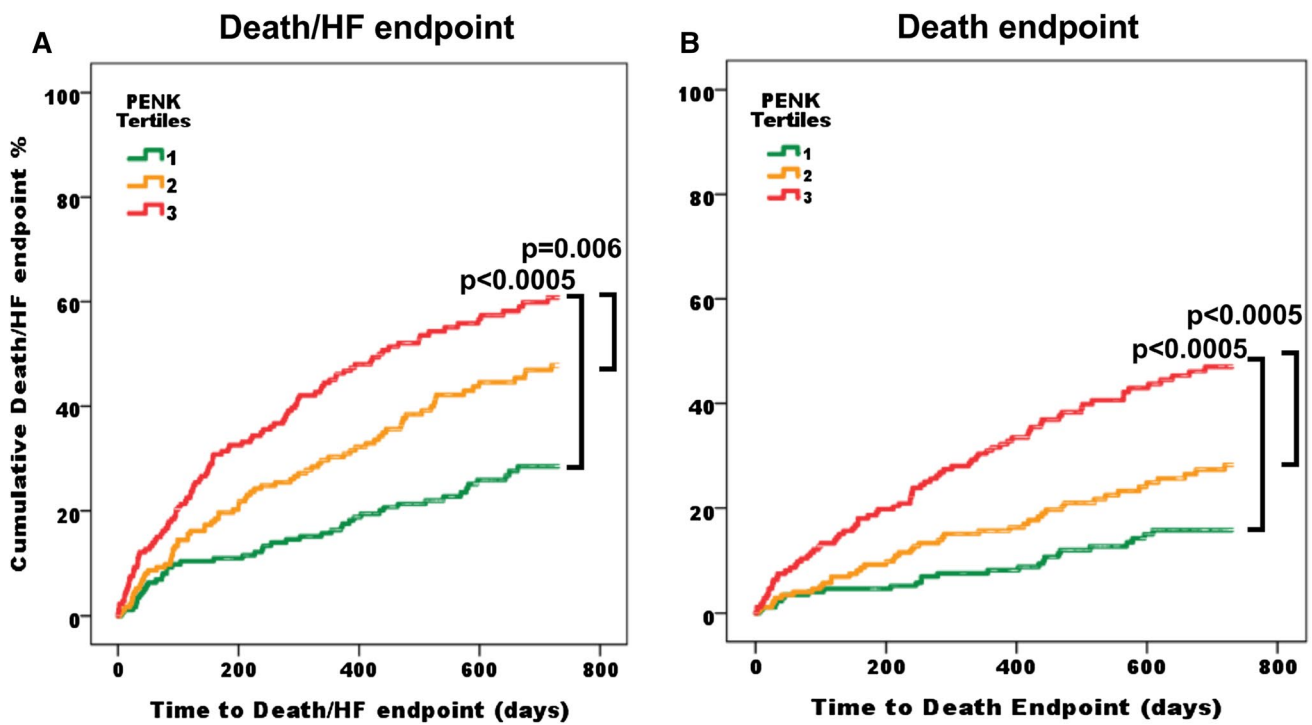 Death/HF endpoint
A
PENK
Tertiles
1
2
3
p=0.006
p<0.0005
100
80
60
40
20
0
Cumulative Death/HF endpoint %
0 200 400 600 800
Time to Death/HF endpoint (days)
Death endpoint
B
PENK
Tertiles
1
2
3
p<0.0005
p<0.0005
100
80
60
40
20
0
0 200 400 600 800
Time to Death Endpoint (days)